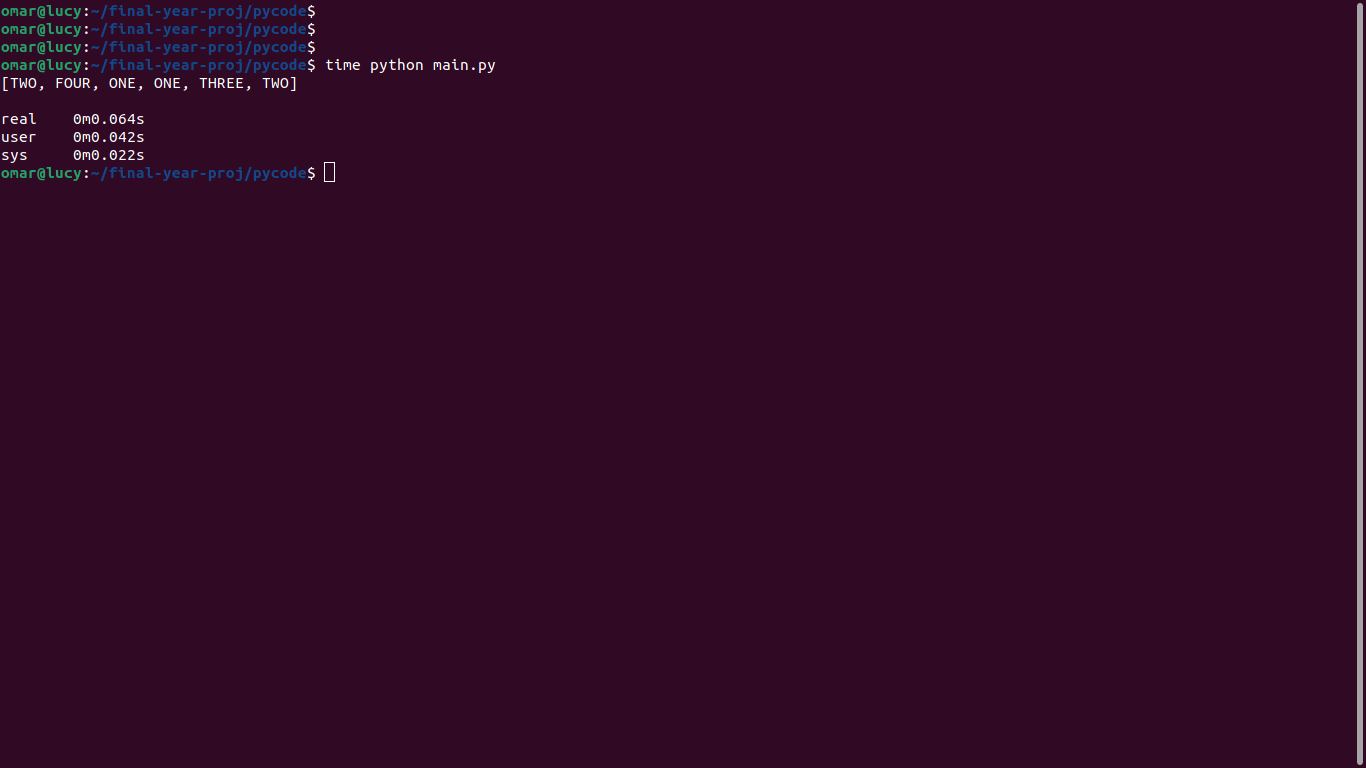 omar@lucy:~/final-year-proj/pycode$
omar@lucy:~/final-year-proj/pycode$
omar@lucy:~/final-year-proj/pycode$
omar@lucy:~/final-year-proj/pycode$ time python main.py
[TWO, FOUR, ONE, ONE, THREE, TWO]
real    0m0.064s
user    0m0.042s
sys     0m0.022s
omar@lucy:~/final-year-proj/pycode$